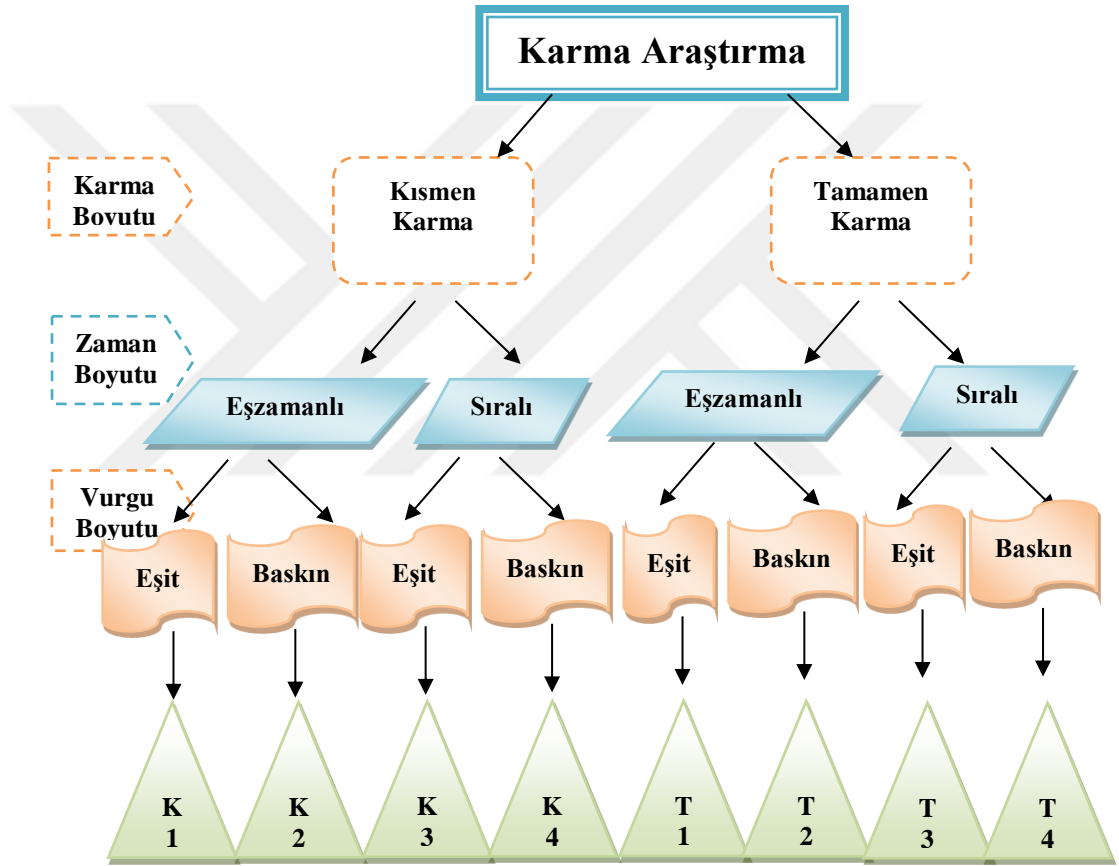 Karma Araştırma
Karma
Bovutu
Kısmen
Karma
Tamamen
Karma
Zaman
Boyutu
Eşzamanlı
Sıralı
Eşzamanlı
Sıralı
Vurgu
Boyutu
Eşit
Baskın
Eşit
Baskın
Eşit
Baskın
Eşit
Baskın
K
1
K
2
K
3
K
4
T
1
T
2
T
3
T
4